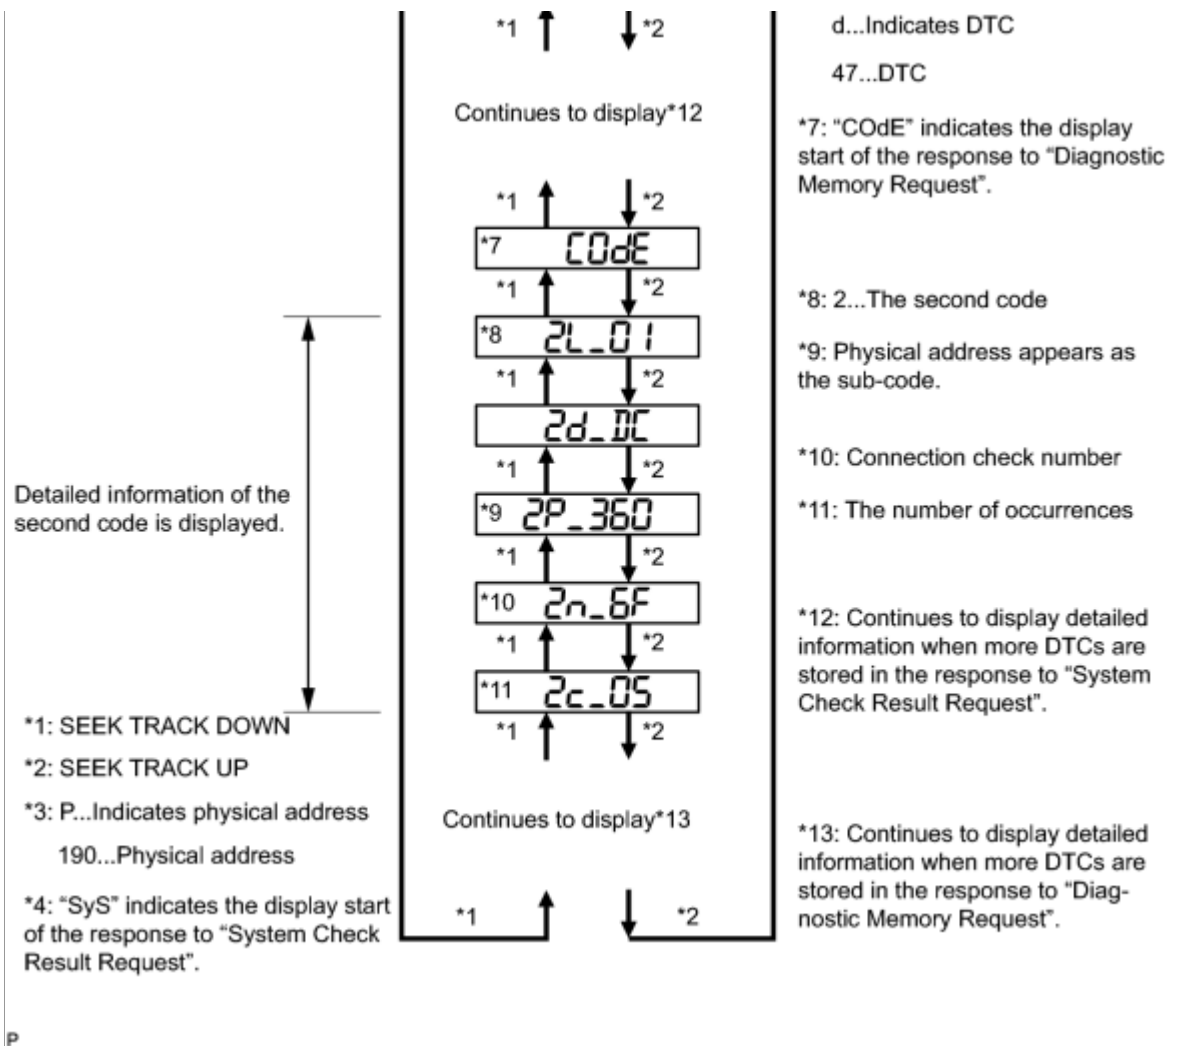 *1 *2
Continues to display*12
*1 *2
*7 COdE
*1 *2
*8 2L_01
*1 *2
2d_DC
*1 *2
*9 2P_360
*1 *2
*10 2n_6F
*1 *2
*11 2c_05
*1 *2
Continues to display*13
*1 *2
Detailed information of the
second code is displayed.
*1: SEEK TRACK DOWN
*2: SEEK TRACK UP
*3: P...Indicates physical address
190...Physical address
*4: “SyS” indicates the display start
of the response to “System Check
Result Request”.
d...Indicates DTC
47...DTC
*7: “COdE” indicates the display
start of the response to “Diagnostic
Memory Request”.
*8: 2...The second code
*9: Physical address appears as
the sub-code.
*10: Connection check number
*11: The number of occurrences
*12: Continues to display detailed
information when more DTCs are
stored in the response to “System
Check Result Request”.
*13: Continues to display detailed
information when more DTCs are
stored in the response to “Diag-
nostic Memory Request”.
P